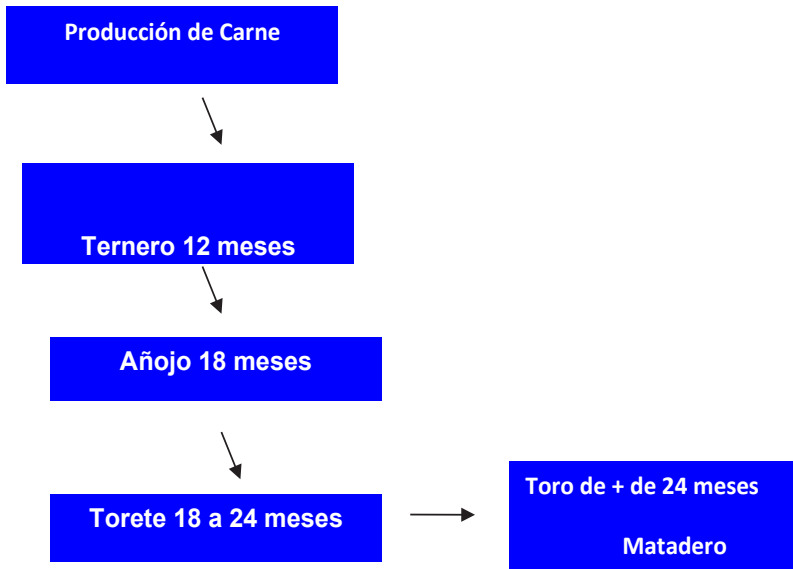 Producción de Carne
Ternero 12 meses
Añojo 18 meses
Torete 18 a 24 meses
Toro de + de 24 meses
Matadero